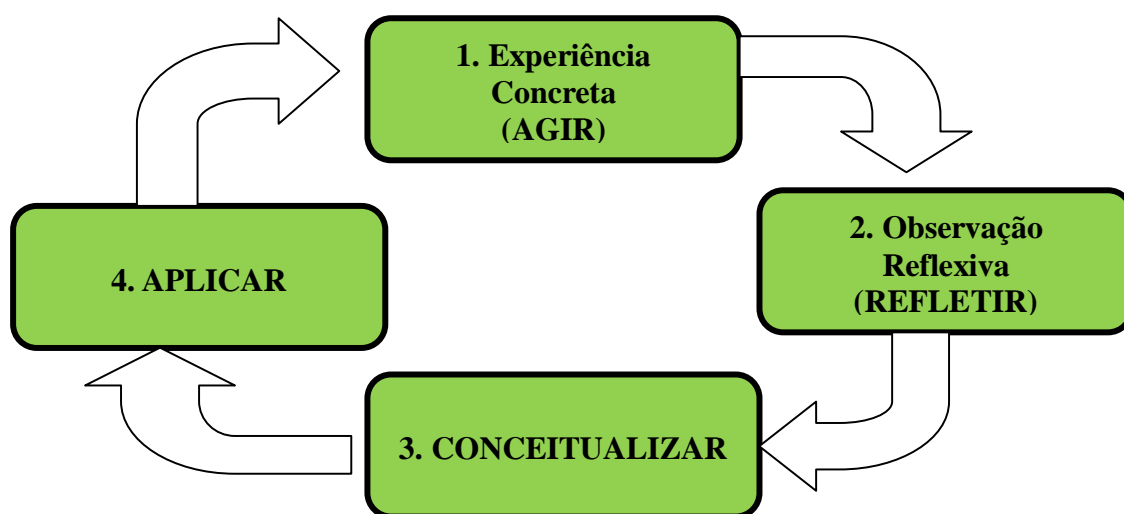 1. Experiência
Concreta
(AGIR)
2. Observação
Reflexiva
(REFLETIR)
3. CONCEITUALIZAR
4. APLICAR